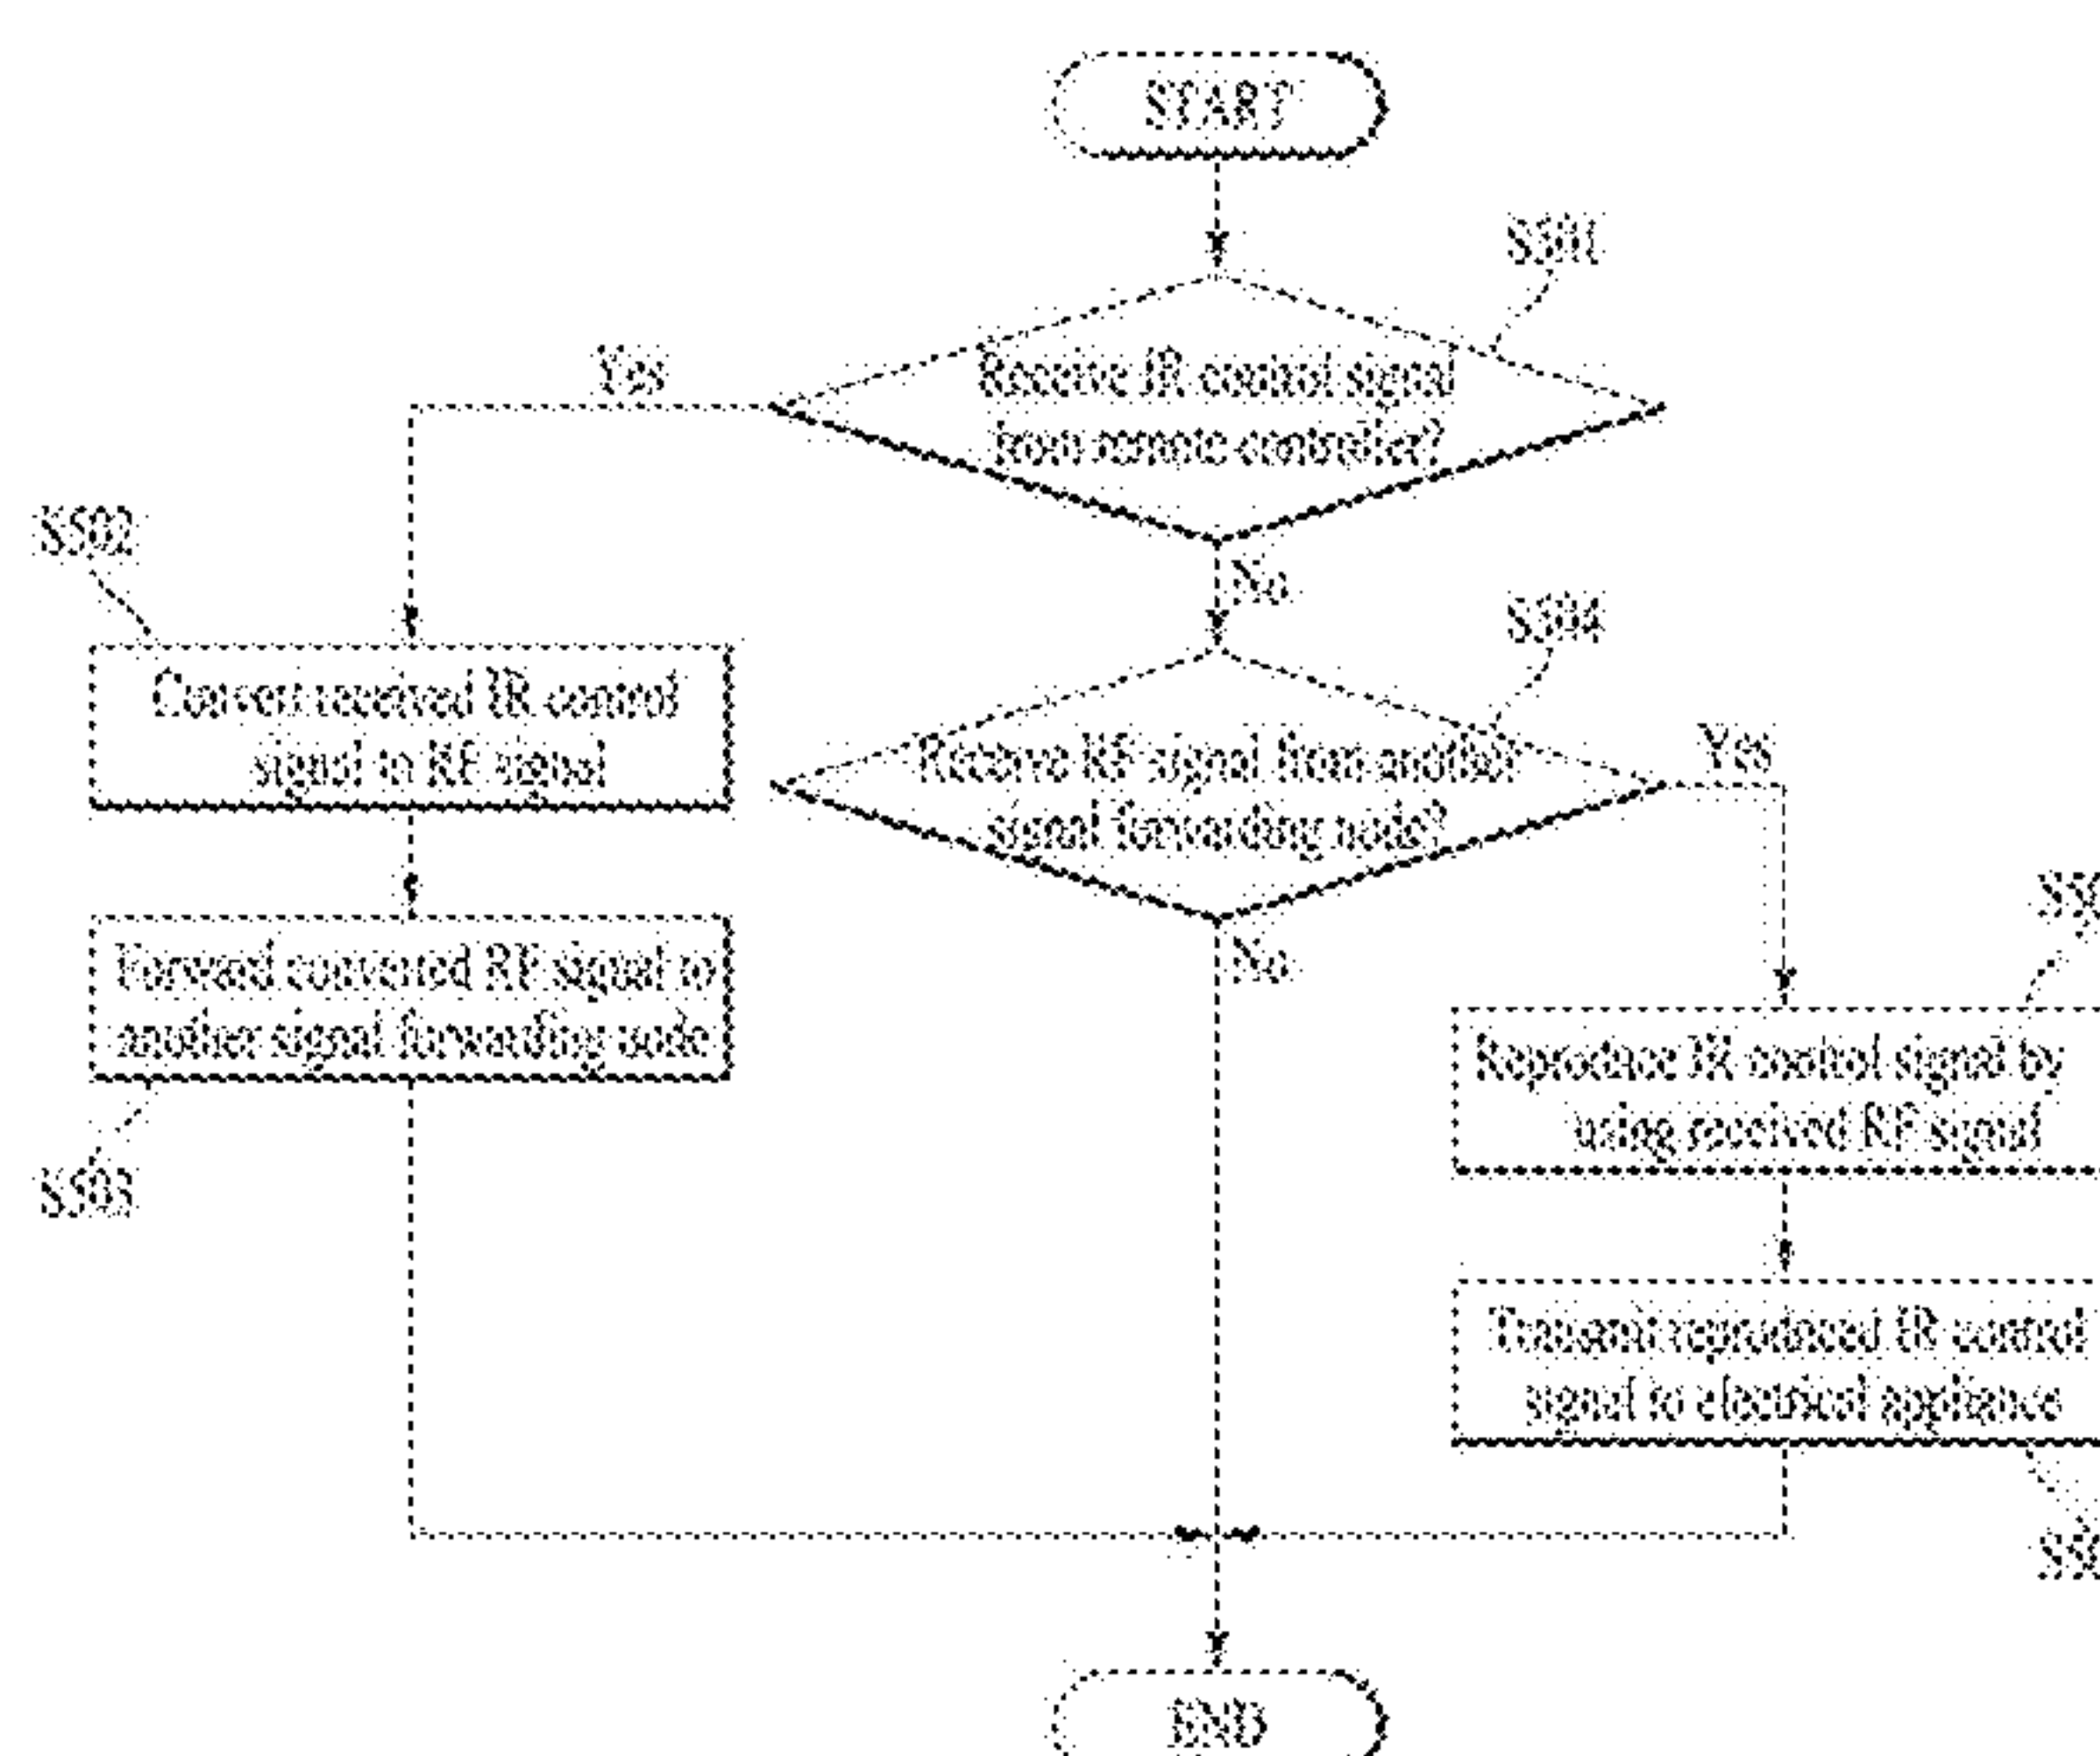 START
S501
Receive IR control signal
from remote controller?
Yes
No
S502
Convert received IR control
signal to RF signal
S504
Receive RF signal from another
signal forwarding node?
Yes
No
Forward converted RF signal to
another signal forwarding node
S503
Reproduce IR control signal by
using received RF signal
Transmit reproduced IR control
signal to electrical appliance
END